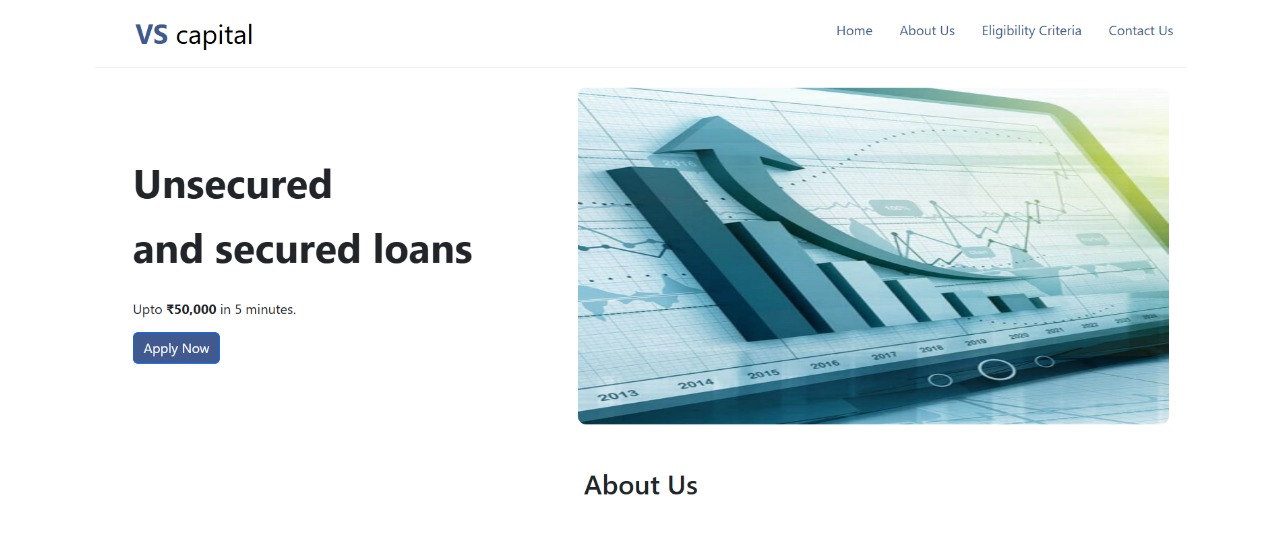 VS capital
Home About Us Eligibility Criteria Contact Us
Unsecured
and secured loans
Upto ₹50,000 in 5 minutes.
Apply Now
2013 2014 2015 2016 2017 2018 2019 2020 2021 2022
About Us